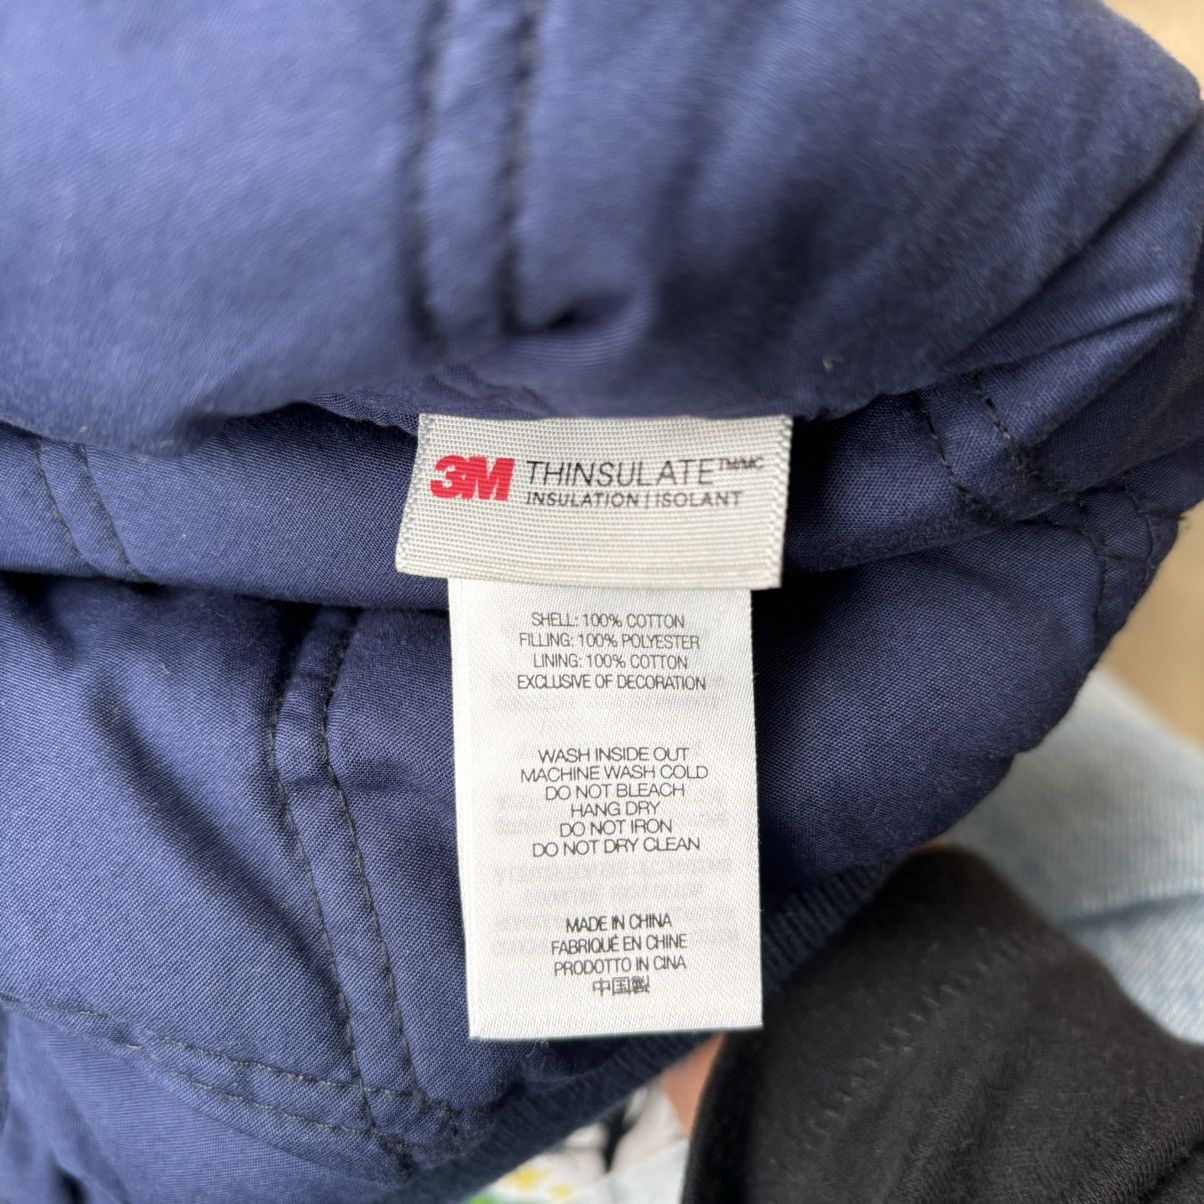 3M THINSULATE™/MC
INSULATION | ISOLANT
SHELL: 100% COTTON
FILLING: 100% POLYESTER
LINING: 100% COTTON
EXCLUSIVE OF DECORATION
WASH INSIDE OUT
MACHINE WASH COLD
DO NOT BLEACH
HANG DRY
DO NOT IRON
DO NOT DRY CLEAN
MADE IN CHINA
FABRIQUÉ EN CHINE
PRODOTTO IN CINA
中国製